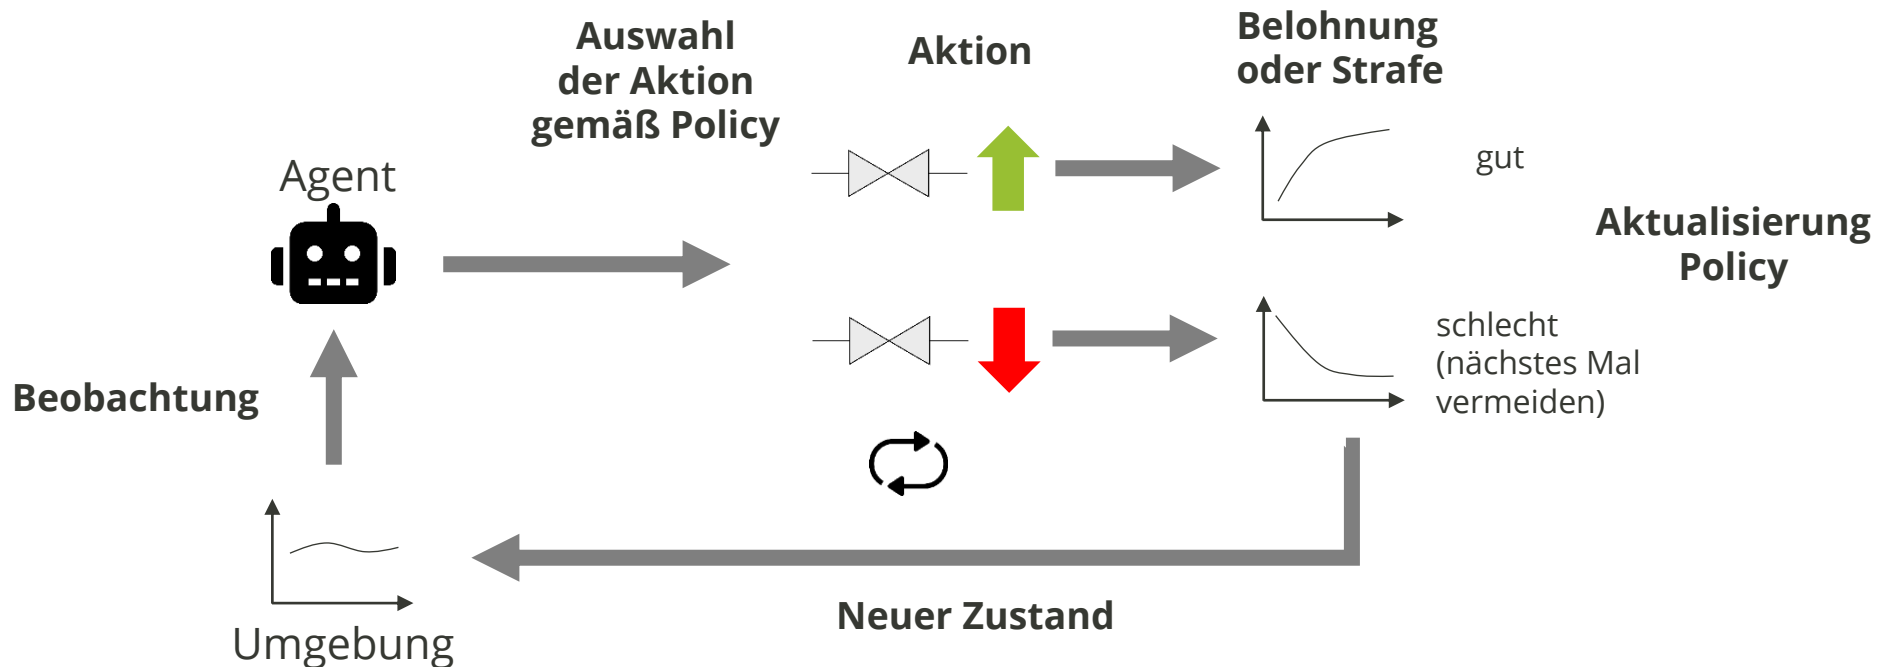 Auswahl
der Aktion
gemäß Policy
Aktion
Belohnung
oder Strafe
Agent
gut
Aktualisierung
Policy
schlecht
(nächstes Mal
vermeiden)
Beobachtung
Neuer Zustand
Umgebung